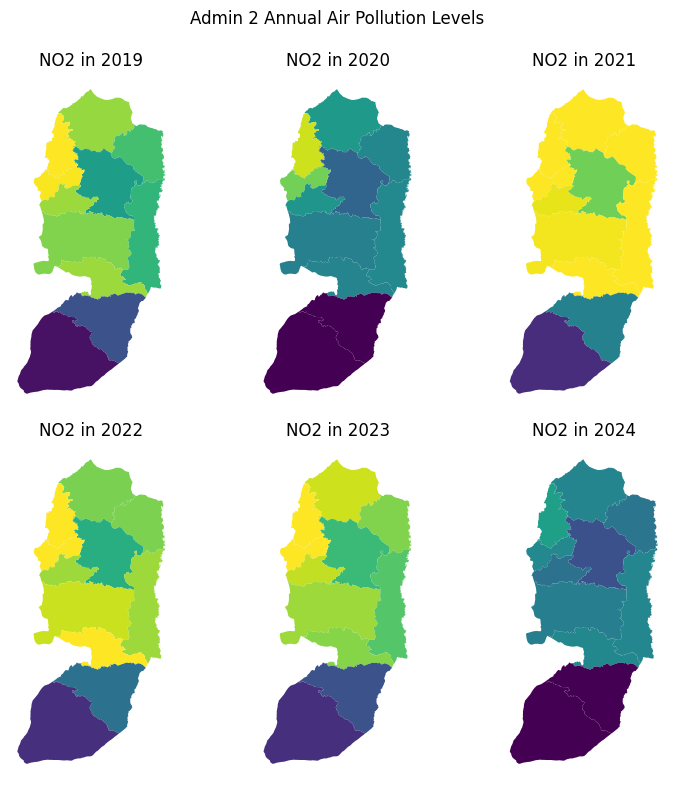 Admin 2 Annual Air Pollution Levels
NO2 in 2019
NO2 in 2020
NO2 in 2021
NO2 in 2022
NO2 in 2023
NO2 in 2024